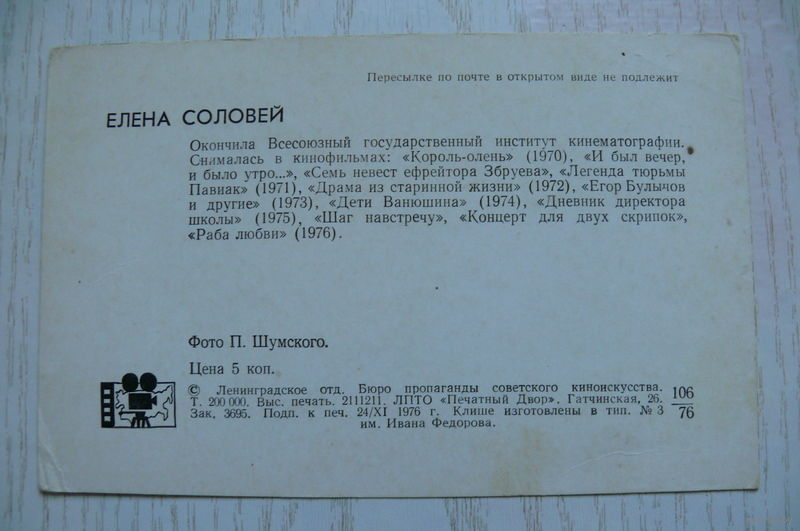 Пересылке по почте в открытом виде не подлежит
ЕЛЕНА СОЛОВЕЙ
Окончила Всесоюзный государственный институт кинематографии.
Снималась в кинофильмах: «Король-олень» (1970), «И был вечер,
и было утро...», «Семь невест ефрейтора Збруева», «Легенда тюрьмы
Павиак» (1971), «Драма из старинной жизни» (1972), «Егор Булычов
и другие» (1973), «Дети Ванюшина» (1974), «Дневник директора
школы» (1975), «Шаг навстречу», «Концерт для двух скрипок»,
«Раба любви» (1976).
Фото П. Шумского.
Цена 5 коп.
© Ленинградское отд. Бюро пропаганды советского киноискусства.
Т. 200 000. Выс. печать. 2111211. ЛПТО «Печатный Двор», Гатчинская, 26.
Зак. 3695. Подп. к печ. 24/XI 1976 г. Клише изготовлены в тип. № 3
им. Ивана Федорова.
106
76